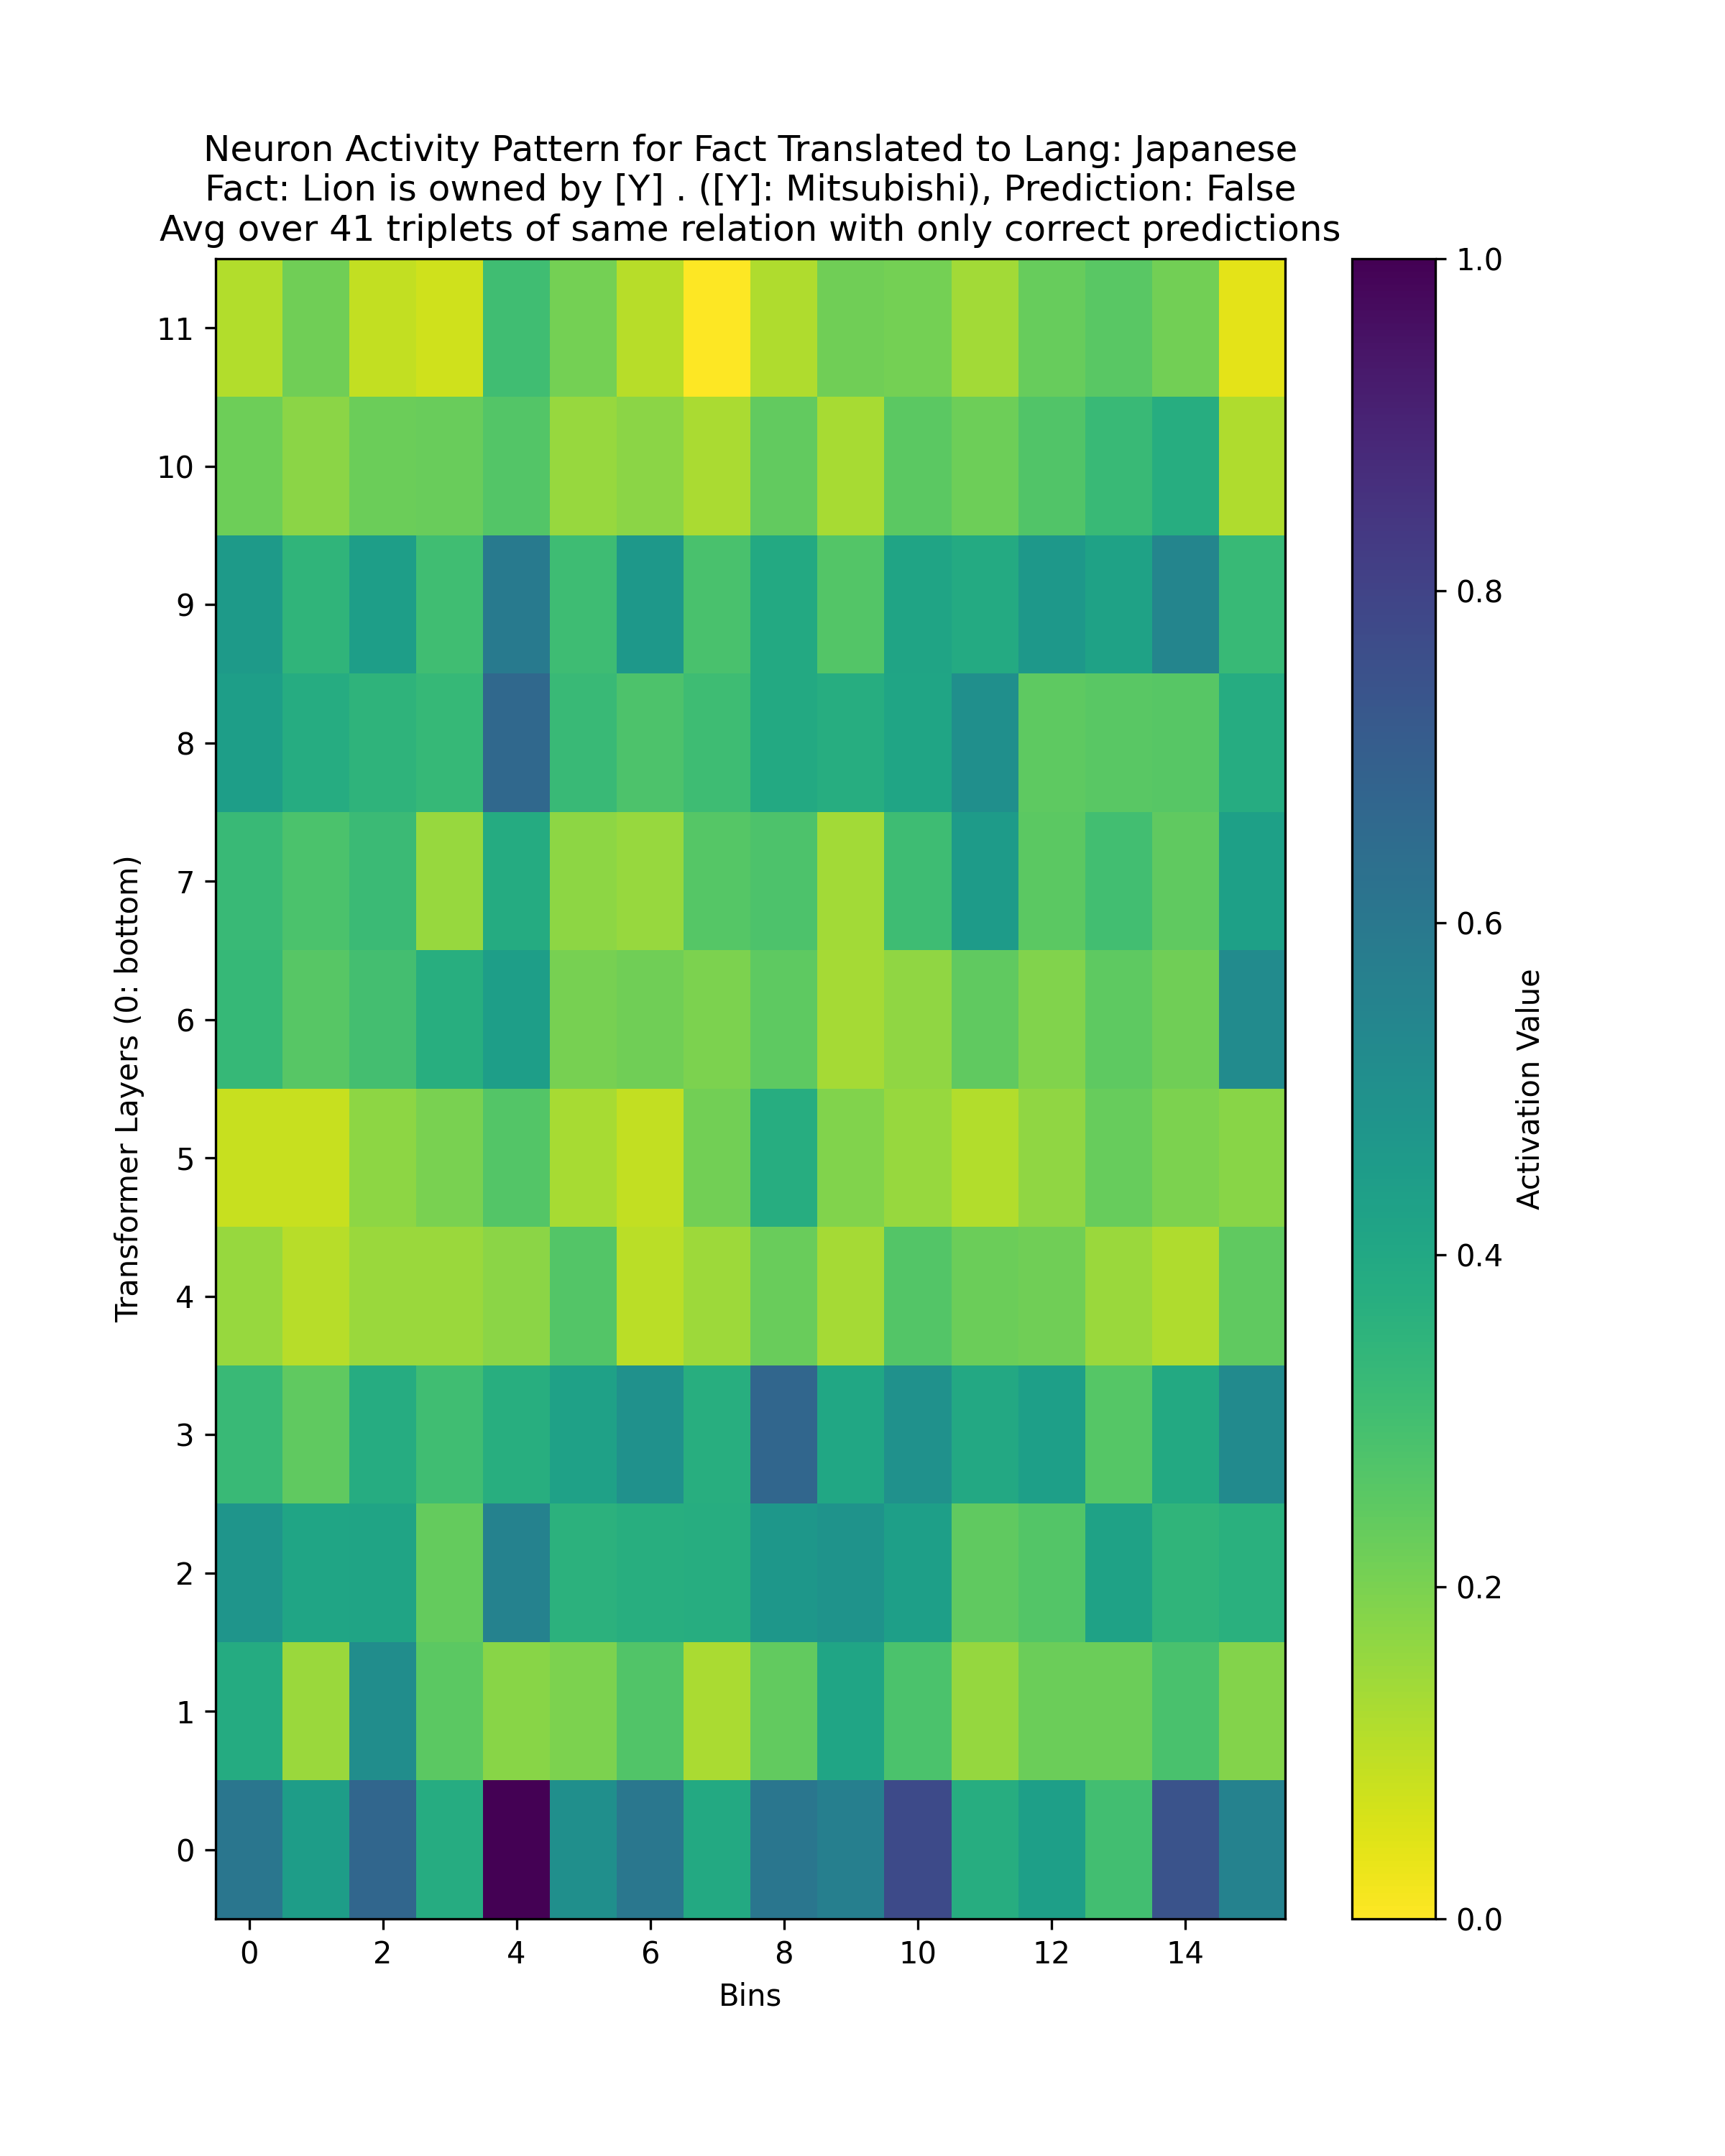 Neuron Activity Pattern for Fact Translated to Lang: Japanese
Fact: Lion is owned by [Y] . ([Y]: Mitsubishi), Prediction: False
Avg over 41 triplets of same relation with only correct predictions
Transformer Layers (0: bottom)
11
10
9
8
7
6
5
4
3
2
1
0
0 2 4 6 8 10 12 14
Bins
1.0
0.8
0.6
0.4
0.2
0.0
Activation Value